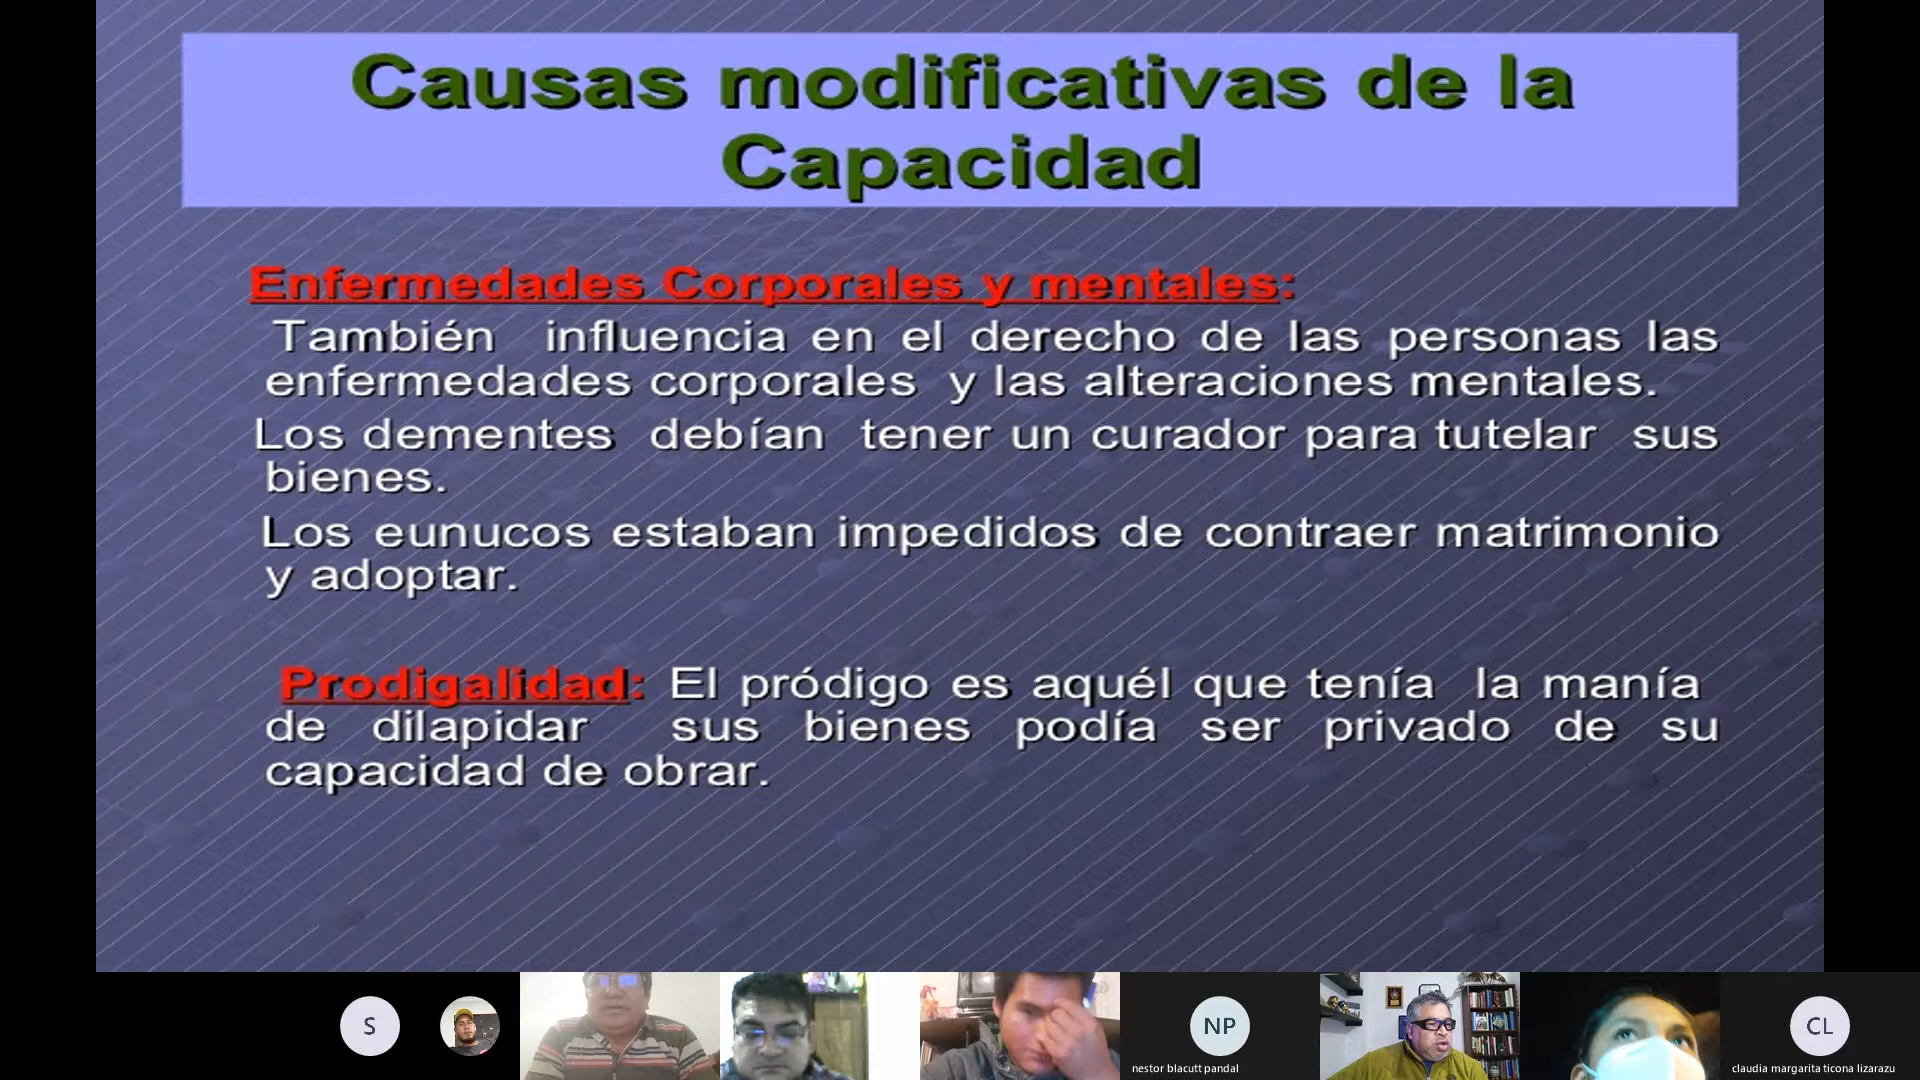 Causas modificativas de la
Capacidad
Enfermedades Corporales y mentales:
También influencia en el derecho de las personas las
enfermedades corporales y las alteraciones mentales.
Los dementes debían tener un curador para tutelar sus
bienes.
Los eunucos estaban impedidos de contraer matrimonio
y adoptar.
Prodigalidad: El pródigo es aquél que tenía la manía
de dilapidar sus bienes podía ser privado de su
capacidad de obrar.
S
NP
nestor blacutt pandal
CL
claudia margarita ticona lizarazu